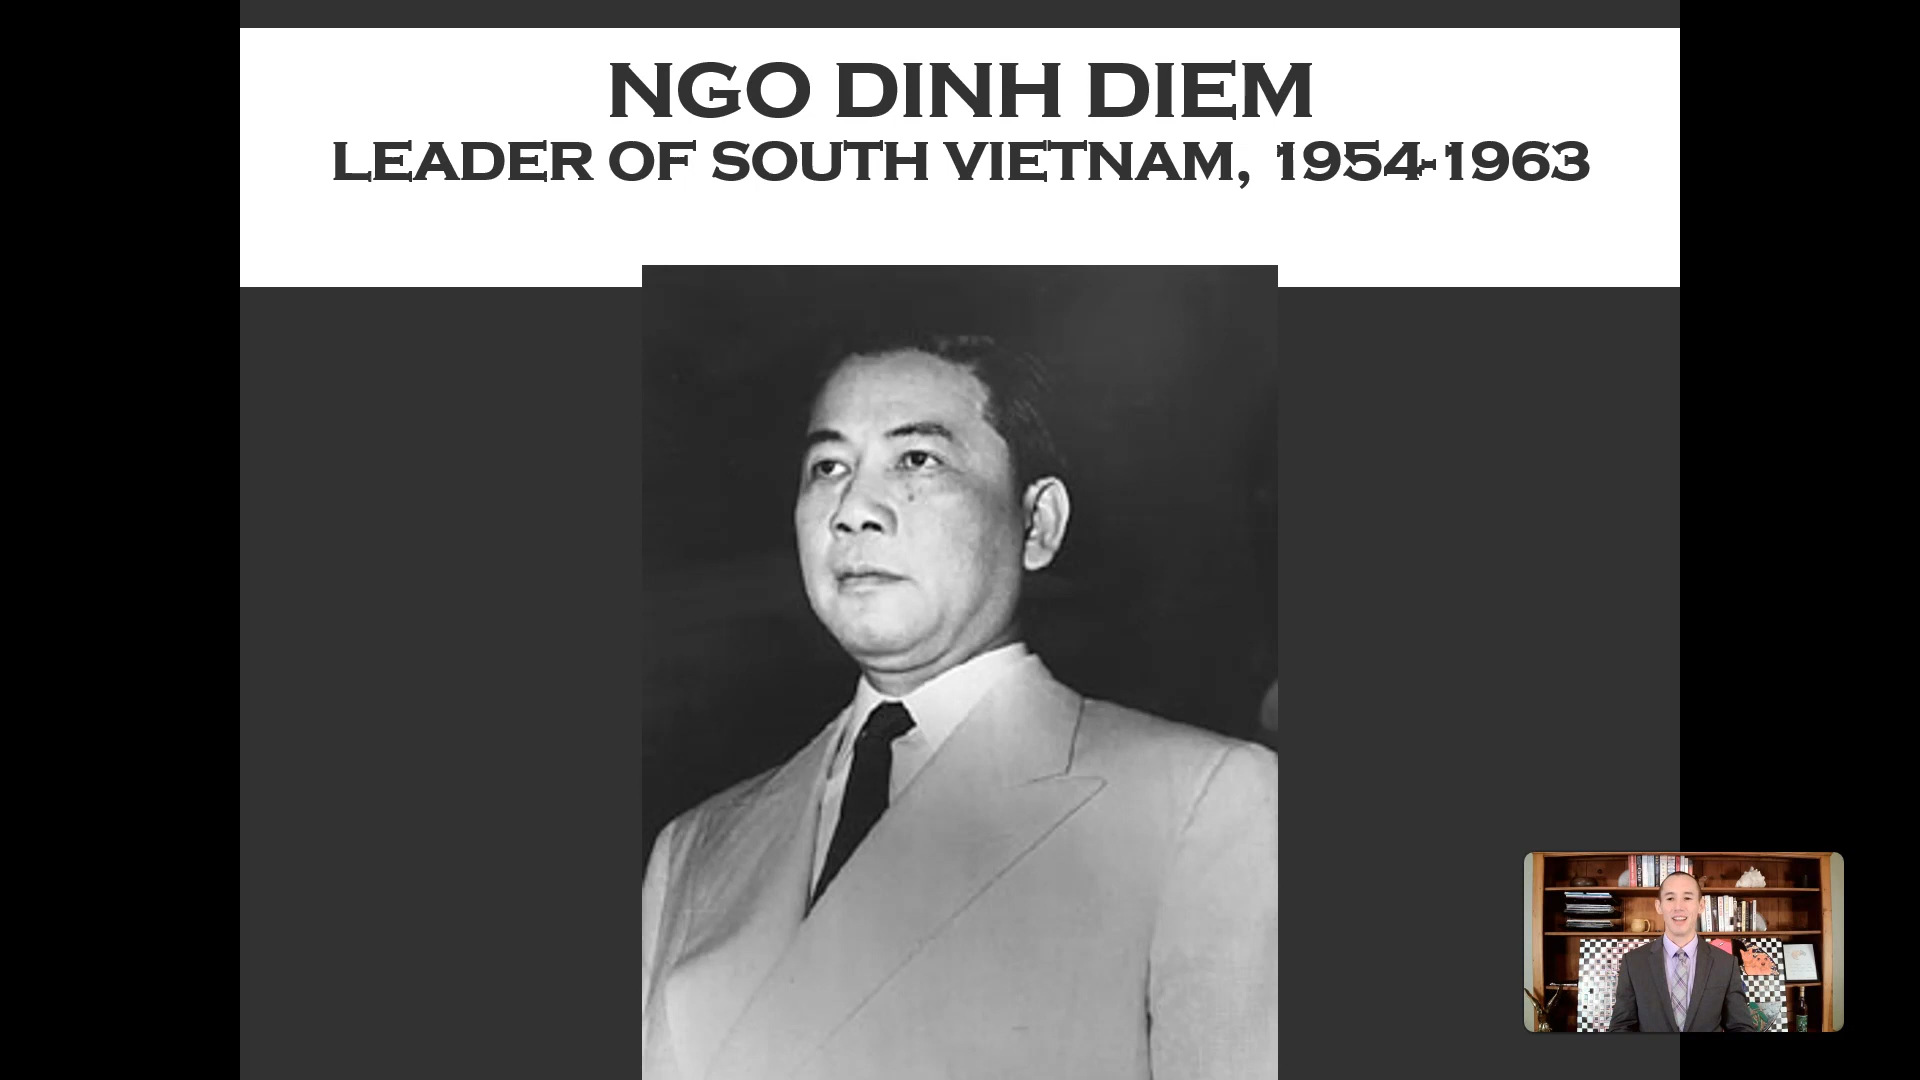 NGO DINH DIEM
LEADER OF SOUTH VIETNAM, 1954-1963